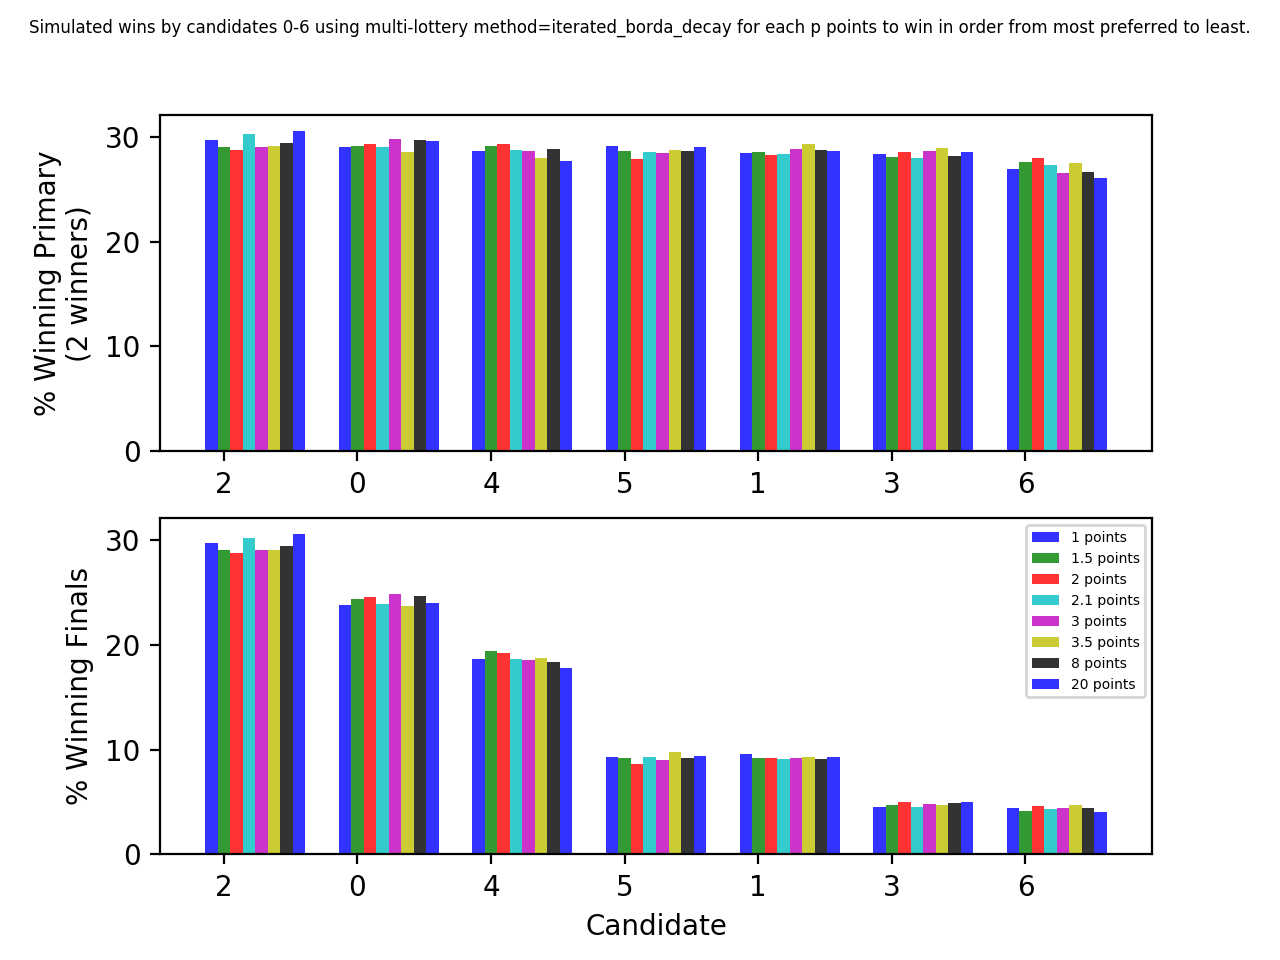 Simulated wins by candidates 0-6 using multi-lottery method=iterated_borda_decay for each p points to win in order from most preferred to least.
% Winning Primary
(2 winners)
30
20
10
0
2 0 4 5 1 3 6
% Winning Finals
30
20
10
0
1 points
1.5 points
2 points
2.1 points
3 points
3.5 points
8 points
20 points
2 0 4 5 1 3 6
Candidate